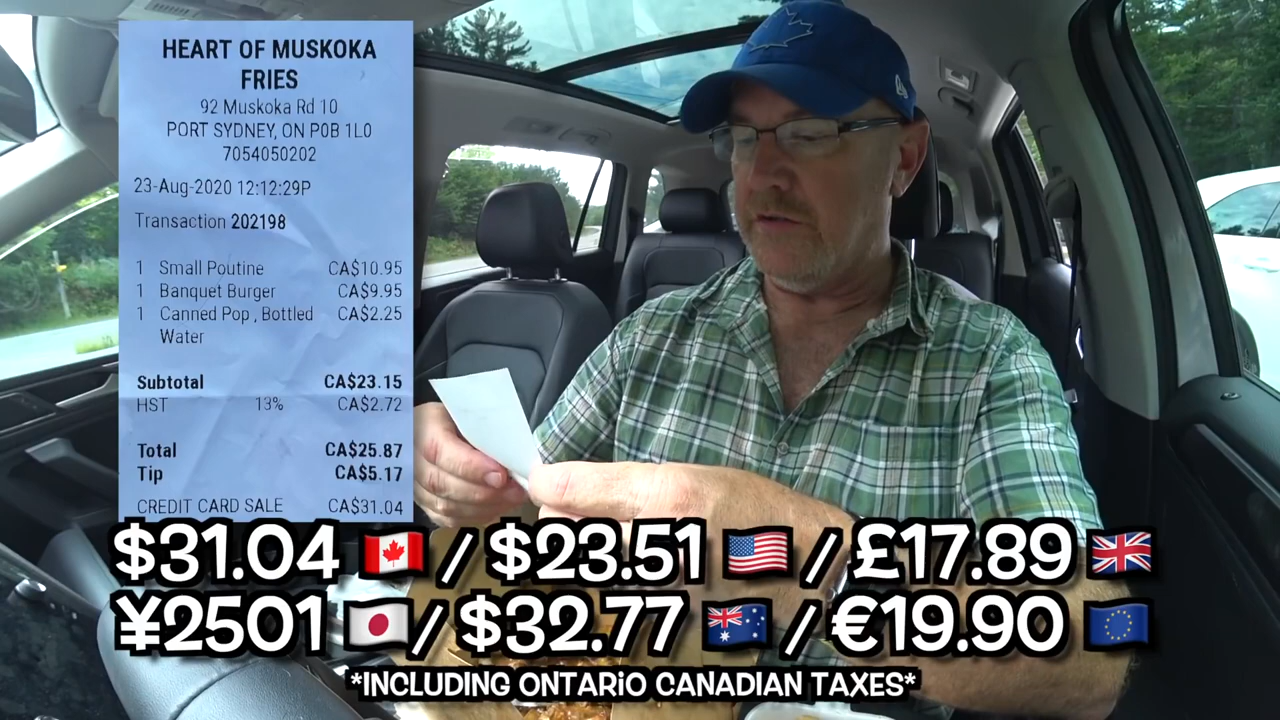 HEART OF MUSKOKA
FRIES
92 Muskoka Rd 10
PORT SYDNEY, ON P0B 1L0
7054050202
23-Aug-2020 12:12:29P
Transaction 202198
1 Small Poutine CA$10.95
1 Banquet Burger CA$9.95
1 Canned Pop , Bottled CA$2.25
Water
Subtotal CA$23.15
HST 13% CA$2.72
Total CA$25.87
Tip CA$5.17
CREDIT CARD SALE CA$31.04
$31.04 / $23.51 / £17.89
¥2501 / $32.77 / €19.90
*INCLUDING ONTARIO CANADIAN TAXES*